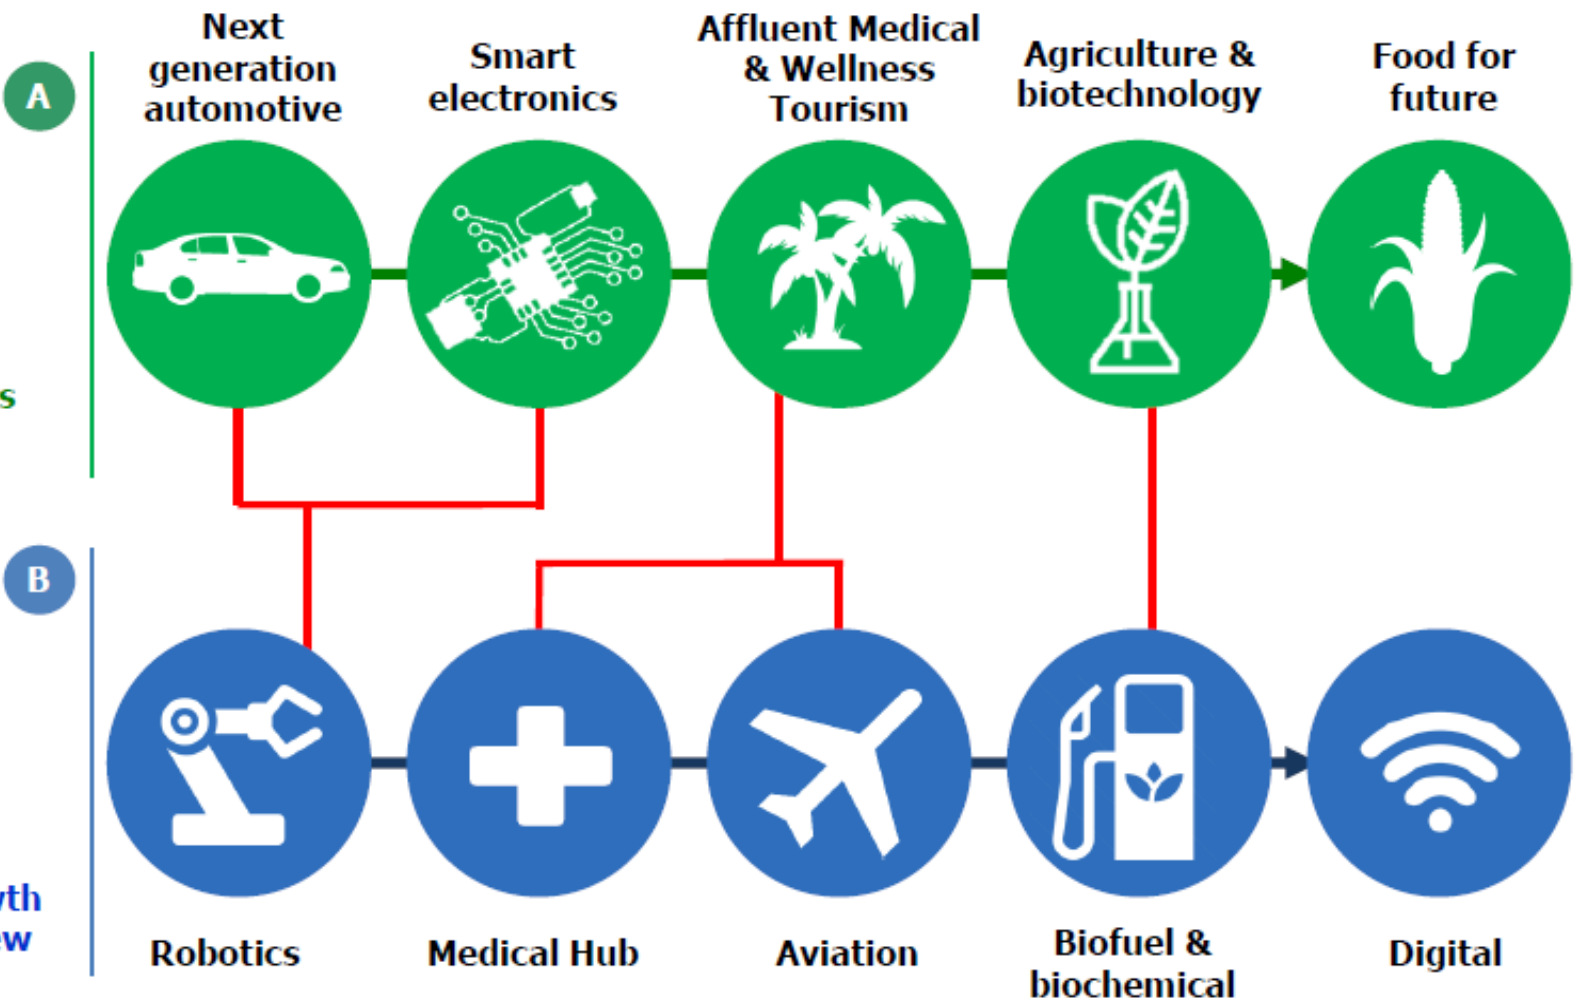 A
Next
generation
automotive
Smart
electronics
Affluent Medical
& Wellness
Tourism
Agriculture &
biotechnology
Food for
future
B
Robotics
Medical Hub
Aviation
Biofuel &
biochemical
Digital